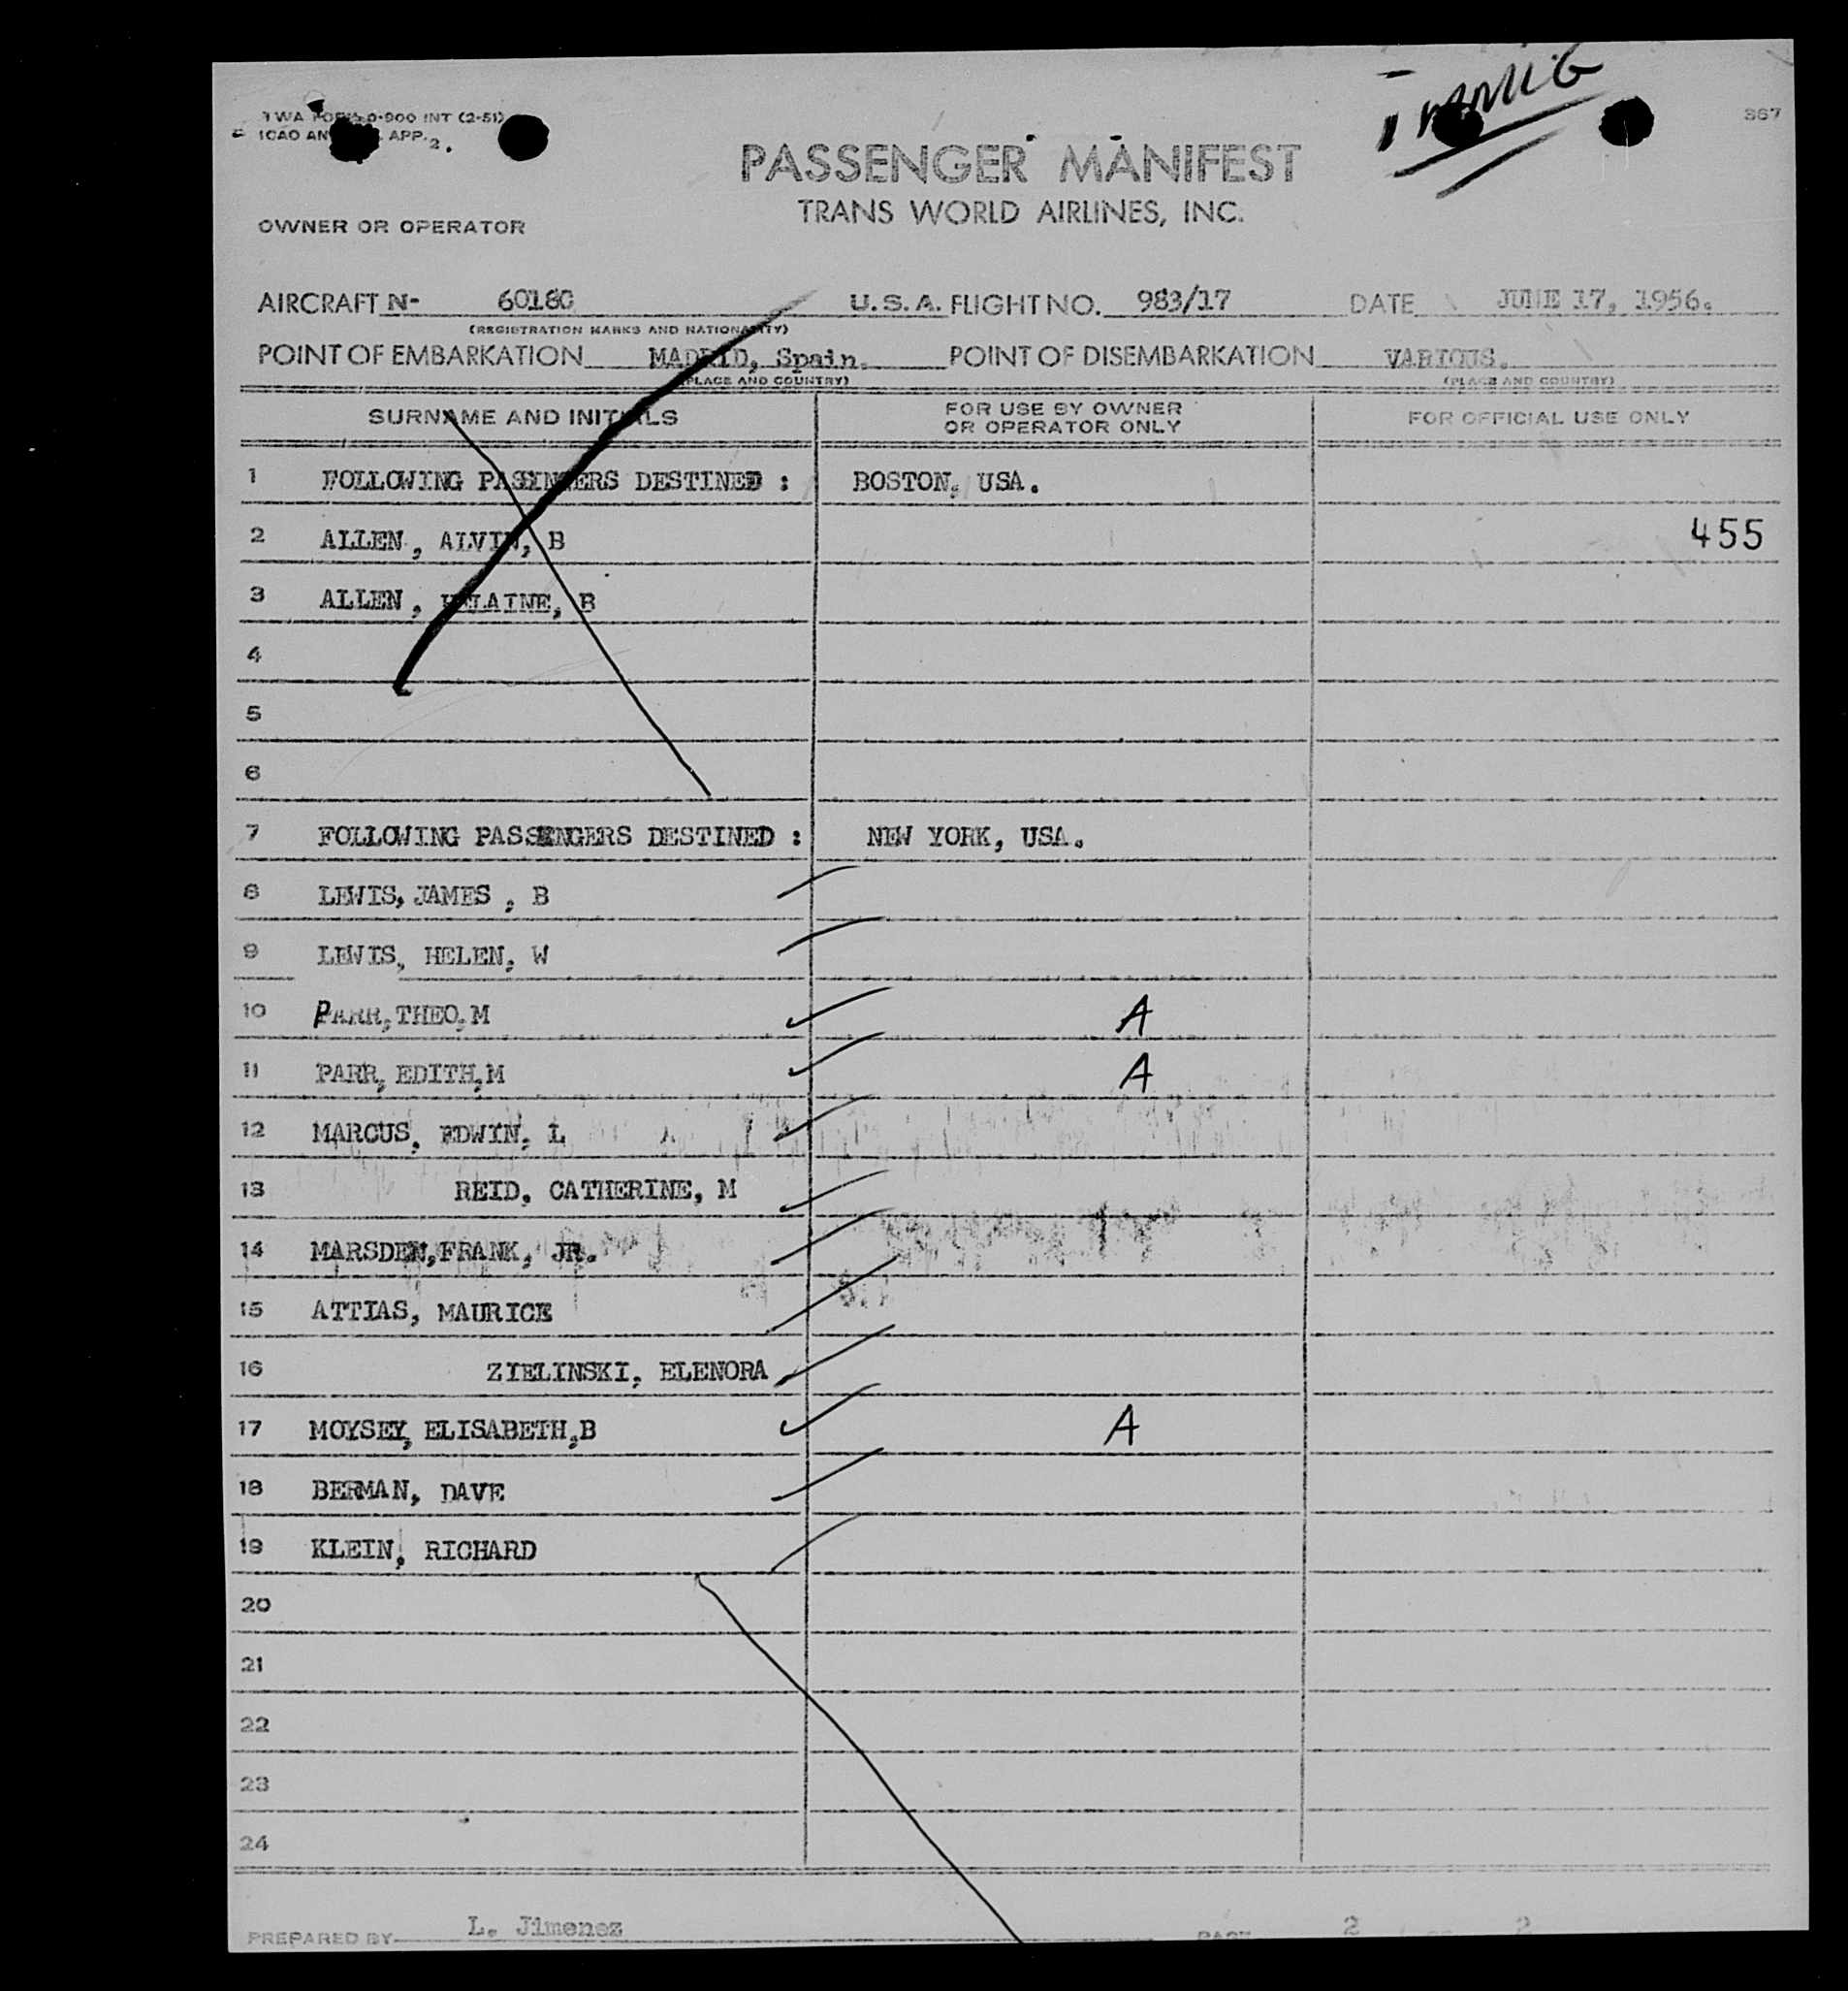 TWA FORM 0-900 INT (2-51)
ICAO AN APP. 2.
Immig
367
PASSENGER MANIFEST
TRANS WORLD AIRLINES, INC.
OWNER OR OPERATOR
AIRCRAFT N- 60180 U.S.A. FLIGHT NO. 983/17 DATE JUNE 17, 1956.
(REGISTRATION MARKS AND NATIONALITY)
POINT OF EMBARKATION MADRID, Spain. POINT OF DISEMBARKATION VARIOUS.
(PLACE AND COUNTRY) (PLACE AND COUNTRY)
SURNAME AND INITIALS FOR USE BY OWNER OR OPERATOR ONLY FOR OFFICIAL USE ONLY
1 FOLLOWING PASSINGERS DESTINED : BOSTON, USA.
2 ALLEN, ALVIN, B 455
3 ALLEN, HELAINE, B
4
5
6
7 FOLLOWING PASSENGERS DESTINED : NEW YORK, USA.
8 LEWIS, JAMES, B
9 LEWIS, HELEN, W
10 PARR, THEO, M A
11 PARR, EDITH, M A
12 MARCUS, EDWIN, L
13 REID, CATHERINE, M
14 MARSDEN, FRANK, JR.
15 ATTIAS, MAURICE
16 ZIELINSKI, ELENORA
17 MOYSEY, ELISABETH, B A
18 BERMAN, DAVE
19 KLEIN, RICHARD
20
21
22
23
24
PREPARED BY L. Jimenez PAGE 2 OF 2